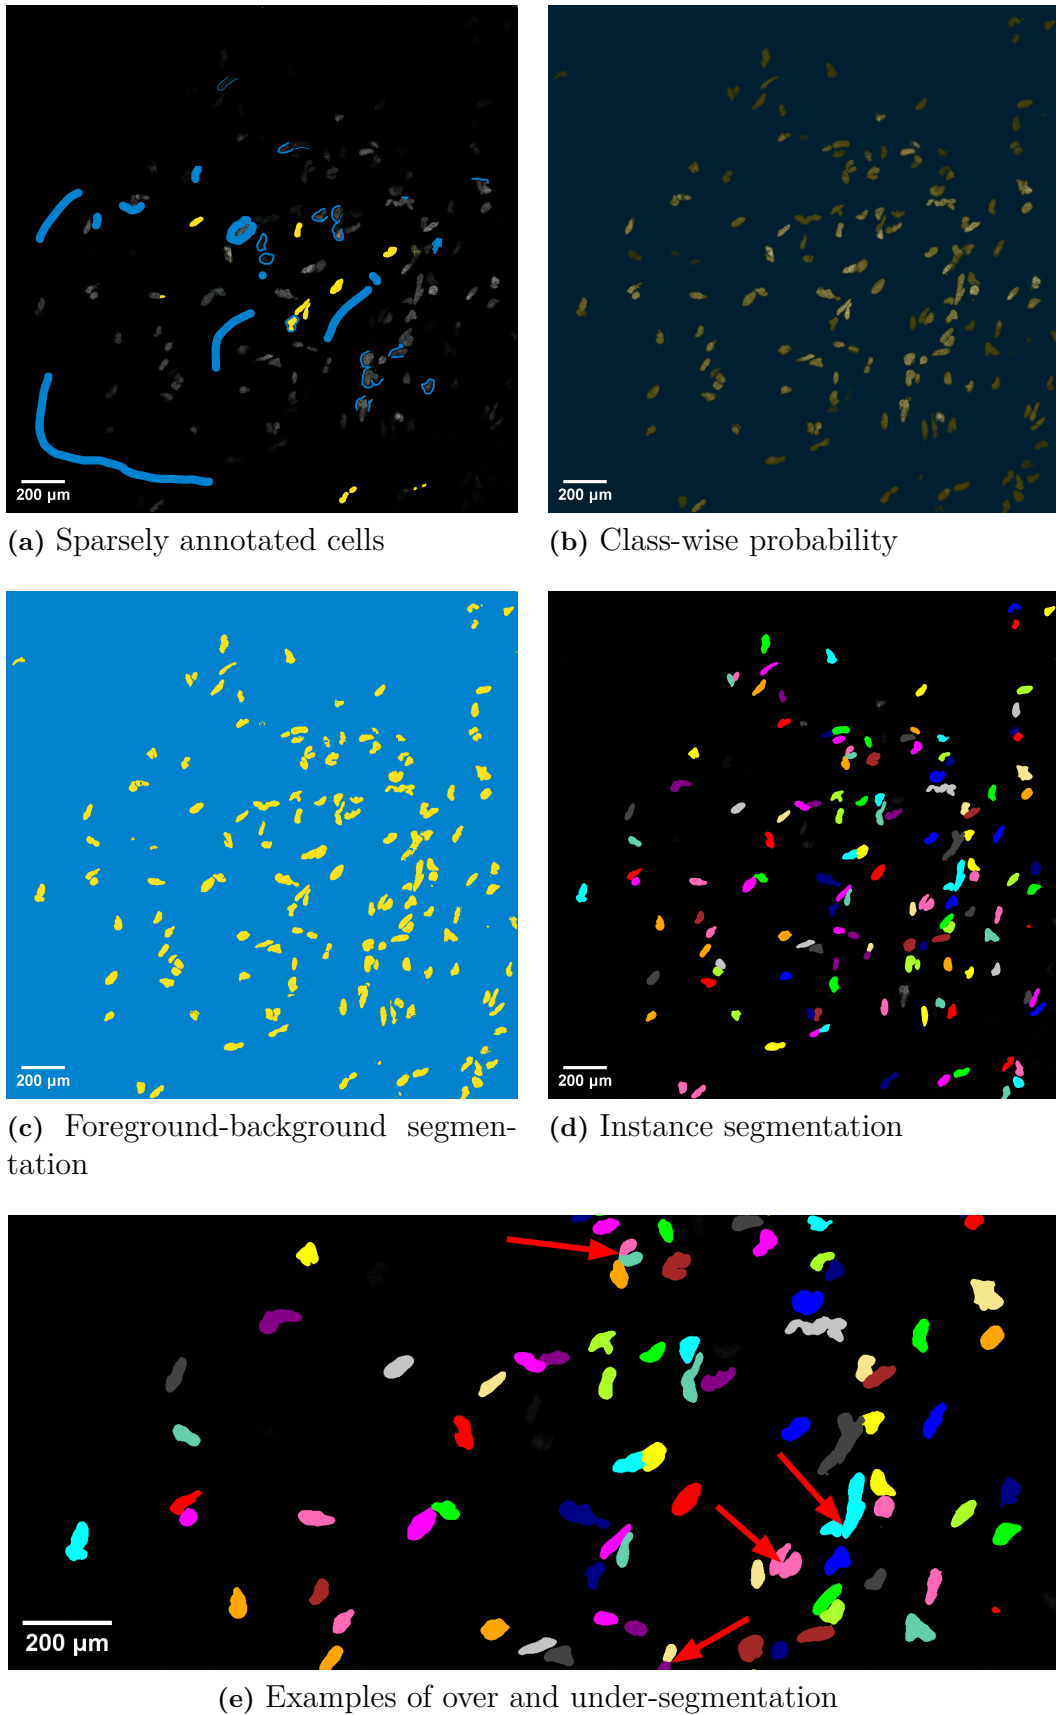 200 μm
200 μm
(a) Sparsely annotated cells
(b) Class-wise probability
200 μm
200 μm
(c) Foreground-background segmen-
tation
(d) Instance segmentation
200 μm
(e) Examples of over and under-segmentation